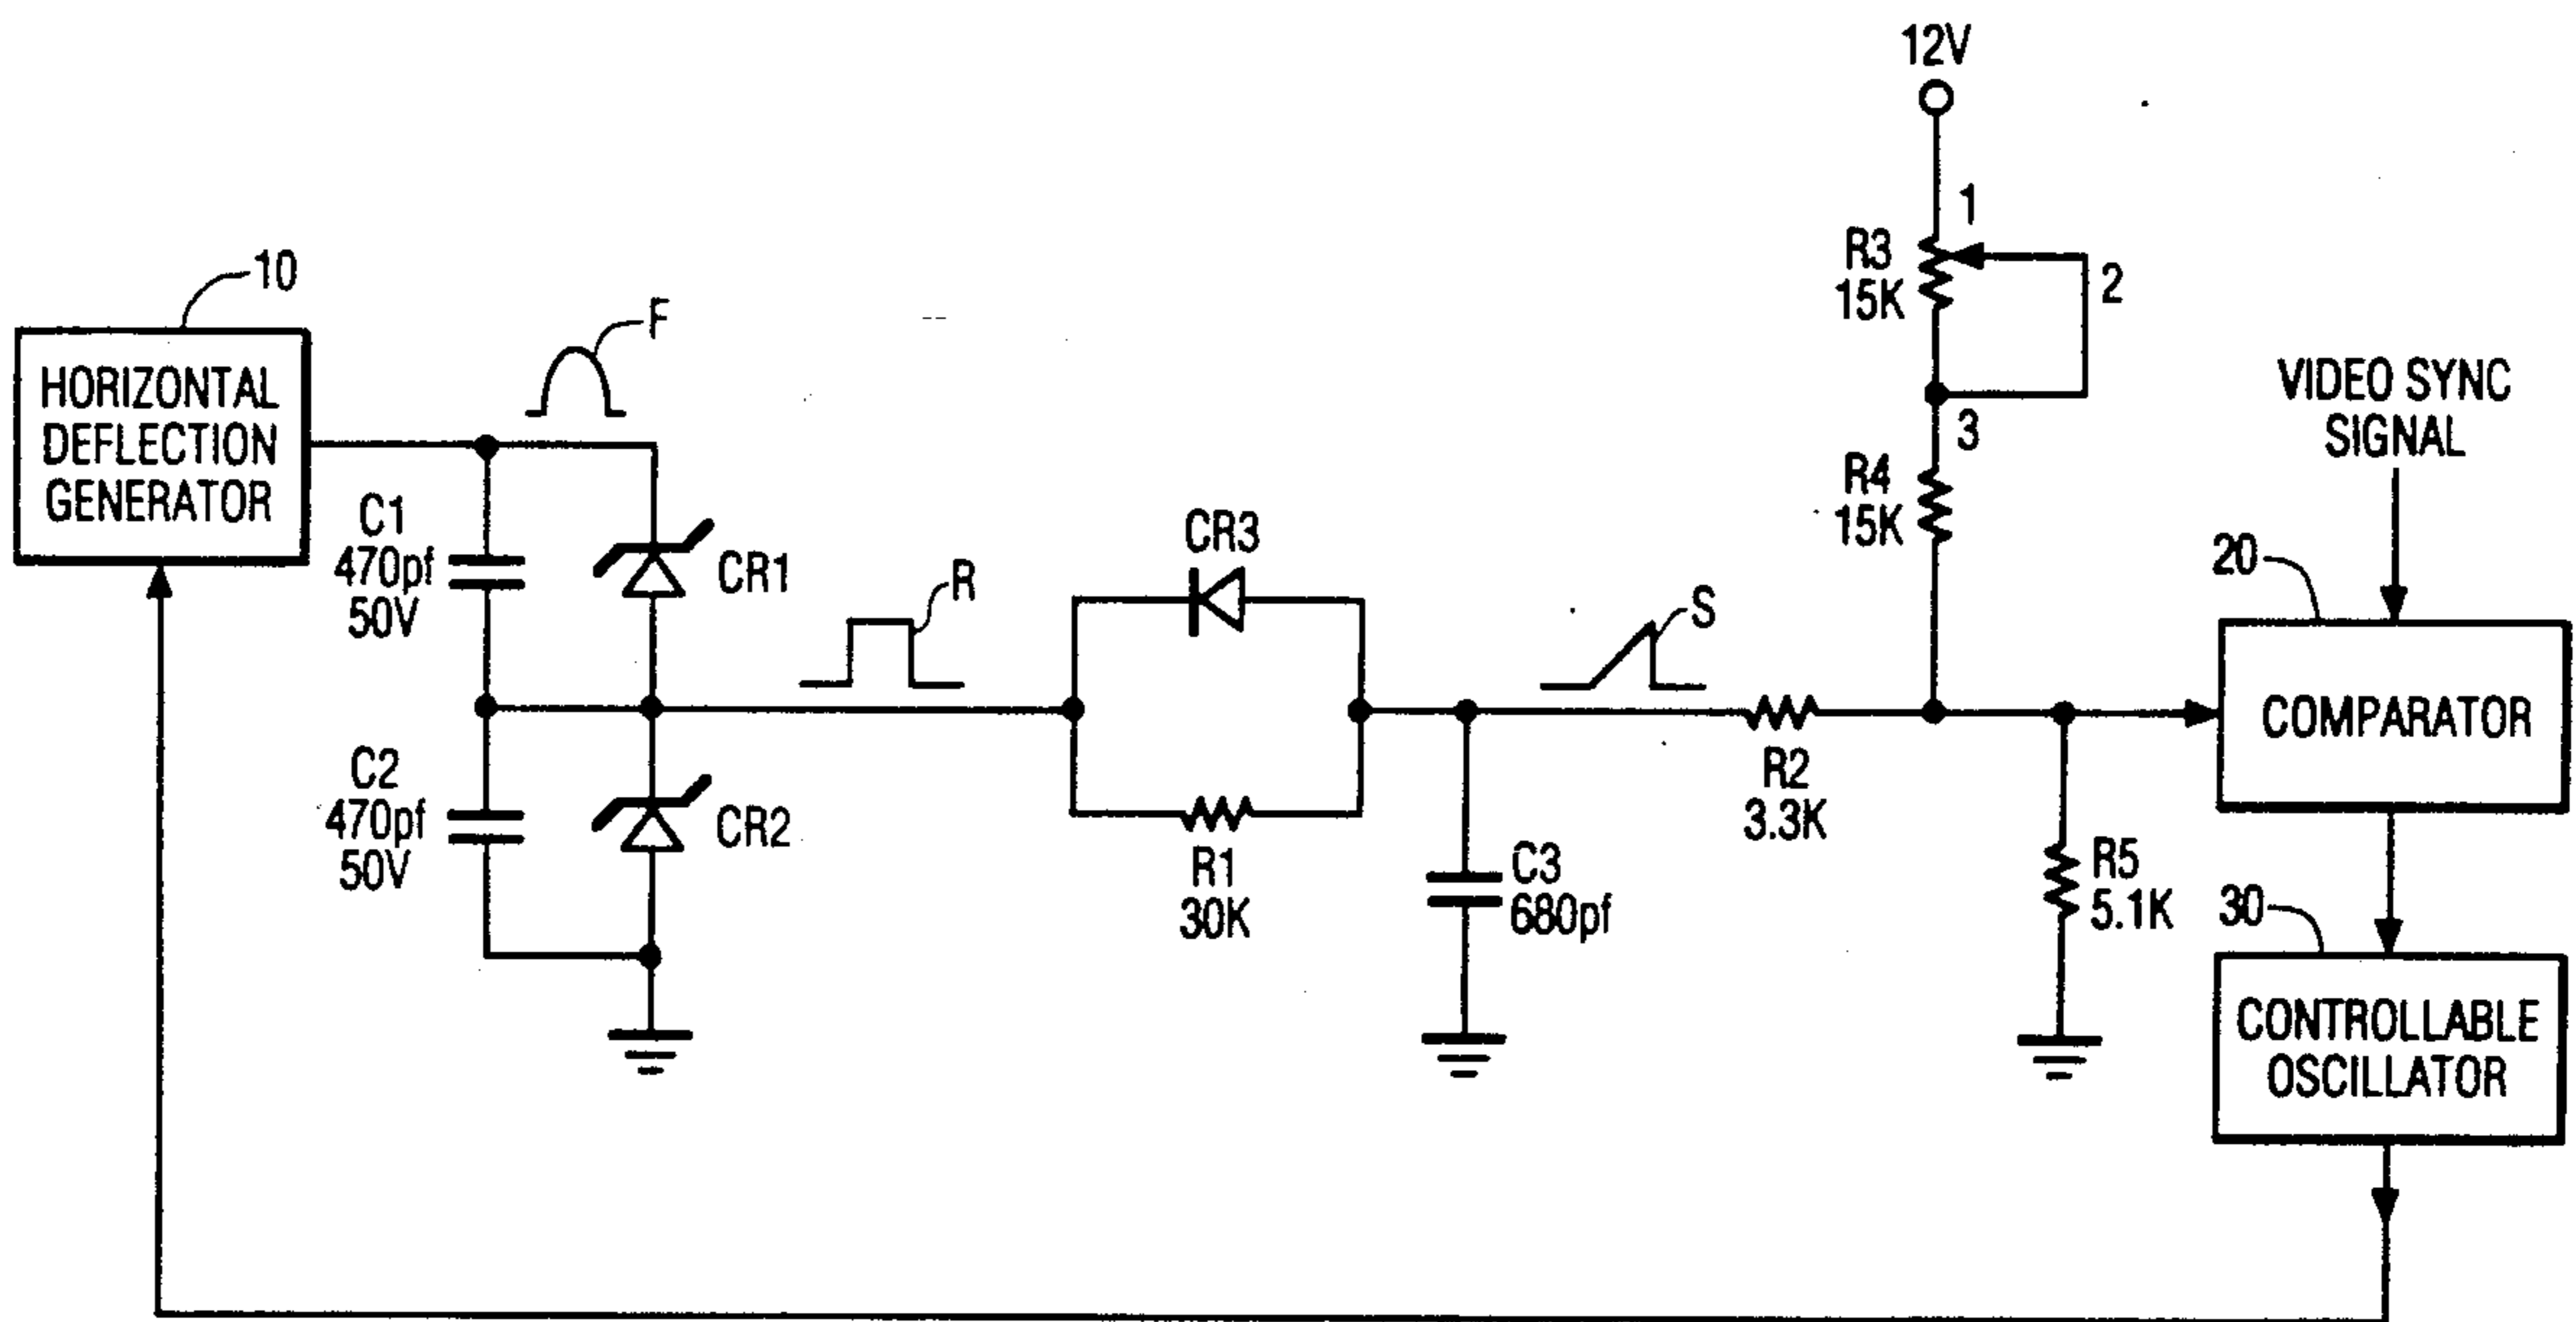 12V
1
R3
15K
2
3
R4
15K
10
HORIZONTAL
DEFLECTION
GENERATOR
F
C1
470pf
50V
CR1
C2
470pf
50V
CR2
R
CR3
R1
30K
S
C3
680pf
R2
3.3K
VIDEO SYNC
SIGNAL
20
COMPARATOR
R5
5.1K
30
CONTROLLABLE
OSCILLATOR